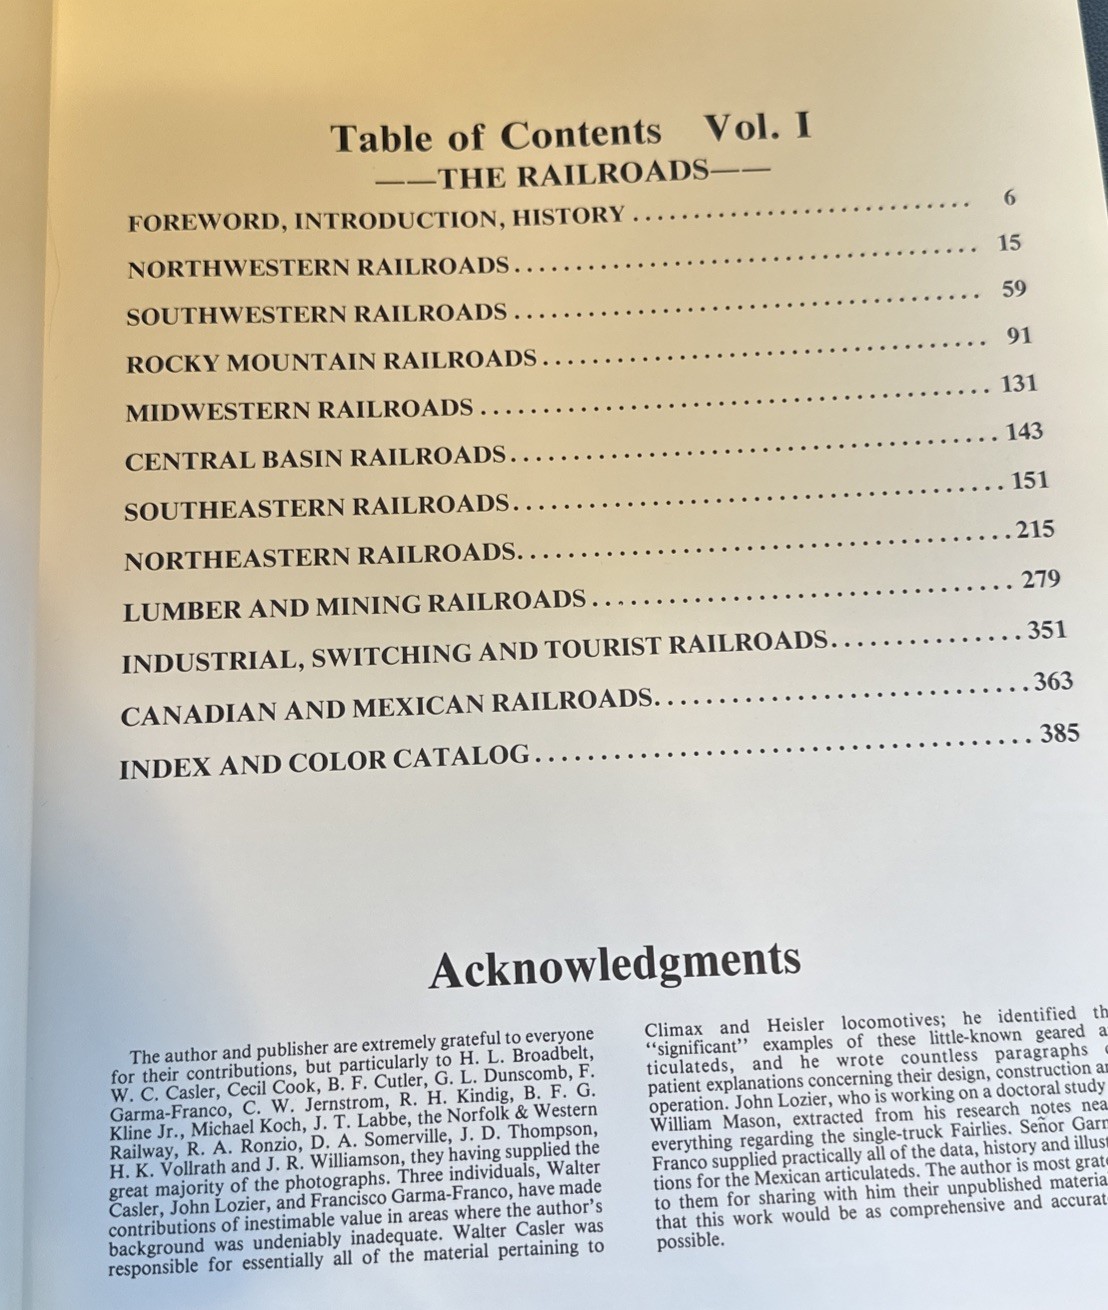 Table of Contents Vol. I
——THE RAILROADS——
FOREWORD, INTRODUCTION, HISTORY ............................ 6
NORTHWESTERN RAILROADS...................................... 15
SOUTHWESTERN RAILROADS ...................................... 59
ROCKY MOUNTAIN RAILROADS.................................... 91
MIDWESTERN RAILROADS ......................................... 131
CENTRAL BASIN RAILROADS....................................... 143
SOUTHEASTERN RAILROADS....................................... 151
NORTHEASTERN RAILROADS....................................... 215
LUMBER AND MINING RAILROADS.................................. 279
INDUSTRIAL, SWITCHING AND TOURIST RAILROADS............... 351
CANADIAN AND MEXICAN RAILROADS............................. 363
INDEX AND COLOR CATALOG....................................... 385
Acknowledgments
The author and publisher are extremely grateful to everyone
for their contributions, but particularly to H. L. Broadbelt,
W. C. Casler, Cecil Cook, B. F. Cutler, G. L. Dunscomb, F.
Garma-Franco, C. W. Jernstrom, R. H. Kindig, B. F. G.
Kline Jr., Michael Koch, J. T. Labbe, the Norfolk & Western
Railway, R. A. Ronzio, D. A. Somerville, J. D. Thompson,
H. K. Vollrath and J. R. Williamson, they having supplied the
great majority of the photographs. Three individuals, Walter
Casler, John Lozier, and Francisco Garma-Franco, have made
contributions of inestimable value in areas where the author's
background was undeniably inadequate. Walter Casler was
responsible for essentially all of the material pertaining to
Climax and Heisler locomotives; he identified th
"significant" examples of these little-known geared a
ticulateds, and he wrote countless paragraphs
patient explanations concerning their design, construction a
operation. John Lozier, who is working on a doctoral study
William Mason, extracted from his research notes nea
everything regarding the single-truck Fairlies. Señor Gar
Franco supplied practically all of the data, history and illus
tions for the Mexican articulateds. The author is most grat
to them for sharing with him their unpublished materia
that this work would be as comprehensive and accurat
possible.